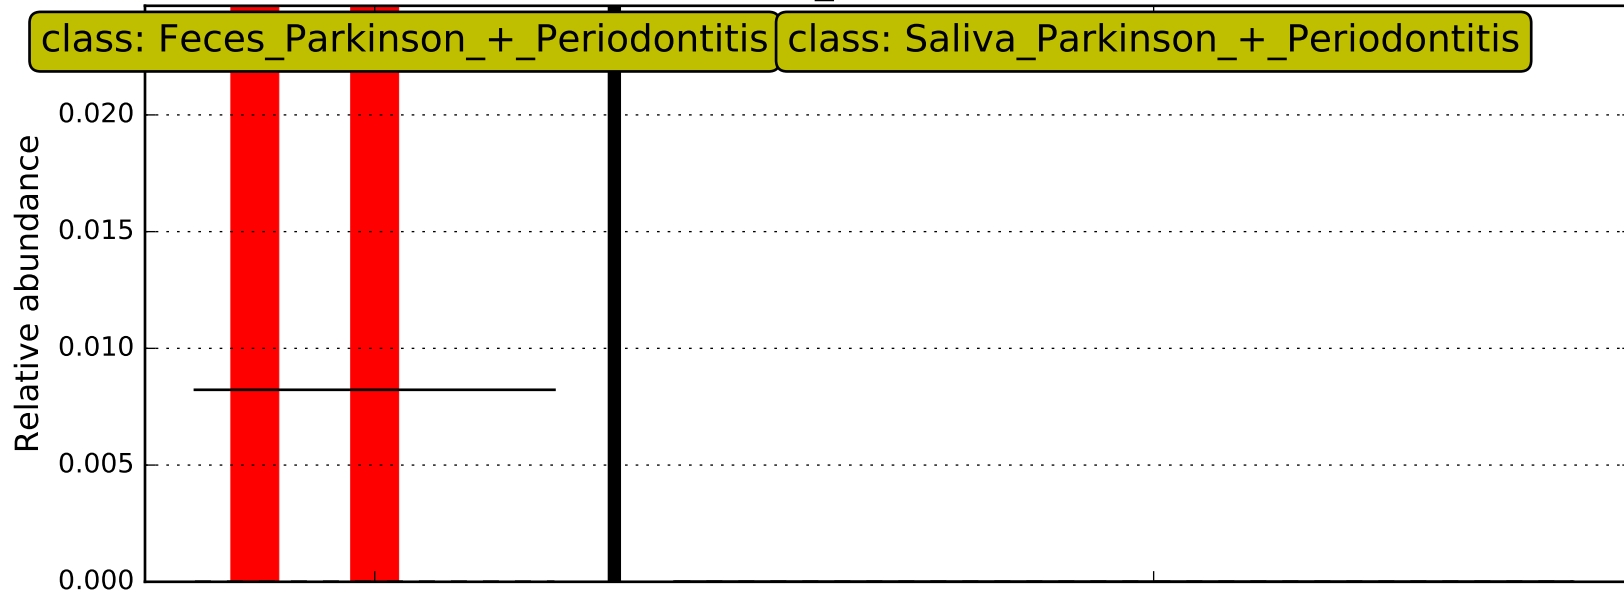 class: Feces_Parkinson_+_Periodontitis
class: Saliva_Parkinson_+_Periodontitis
0.020
0.015
0.010
0.005
0.000
Relative abundance